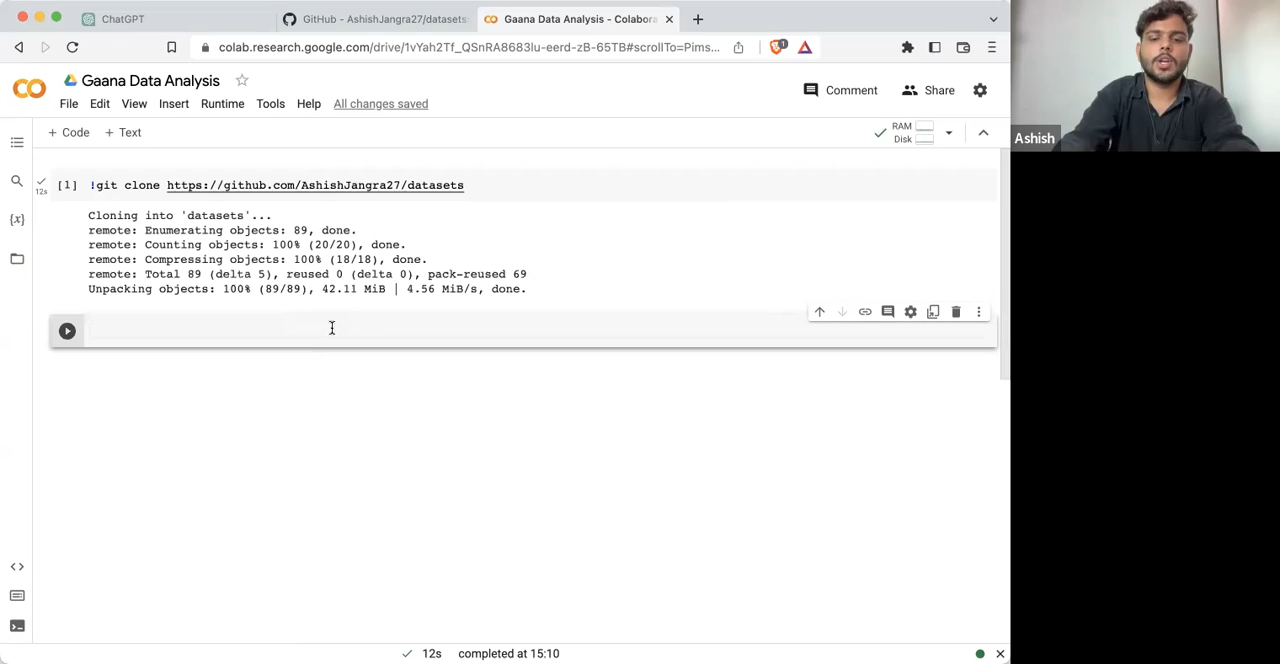 ChatGPT
GitHub - AshishJangra27/datasets
Gaana Data Analysis - Colabora
colab.research.google.com/drive/1vYah2Tf_QSnRA8683lu-eerd-zB-65TB#scrollTo=Pims...
1
Gaana Data Analysis
Comment
Share
File Edit View Insert Runtime Tools Help All changes saved
+ Code + Text
RAM
Disk
Ashish
12s
[1] !git clone https://github.com/AshishJangra27/datasets
Cloning into 'datasets'...
remote: Enumerating objects: 89, done.
remote: Counting objects: 100% (20/20), done.
remote: Compressing objects: 100% (18/18), done.
remote: Total 89 (delta 5), reused 0 (delta 0), pack-reused 69
Unpacking objects: 100% (89/89), 42.11 MiB | 4.56 MiB/s, done.
{x}
12s completed at 15:10